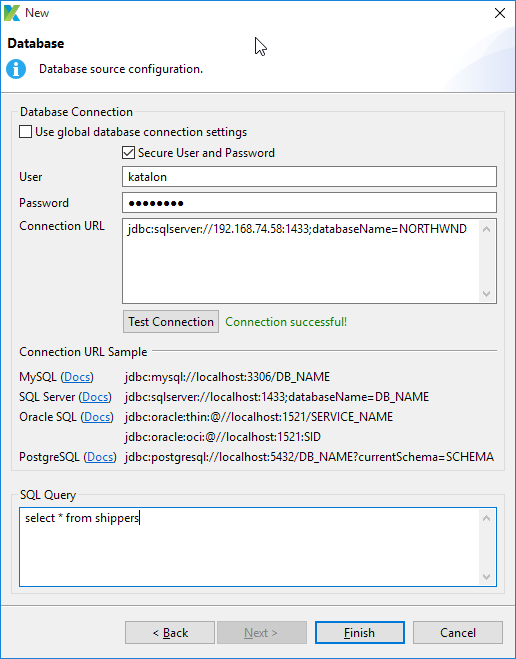 New
Database
Database source configuration.
Database Connection
Use global database connection settings
Secure User and Password
User katalon
Password ●●●●●●●●
Connection URL jdbc:sqlserver://192.168.74.58:1433;databaseName=NORTHWND
Test Connection Connection successful!
Connection URL Sample
MySQL (Docs) jdbc:mysql://localhost:3306/DB_NAME
SQL Server (Docs) jdbc:sqlserver://localhost:1433;databaseName=DB_NAME
Oracle SQL (Docs) jdbc:oracle:thin:@//localhost:1521/SERVICE_NAME
jdbc:oracle:oci:@//localhost:1521:SID
PostgreSQL (Docs) jdbc:postgresql://localhost:5432/DB_NAME?currentSchema=SCHEMA
SQL Query
select * from shippers
< Back Next > Finish Cancel